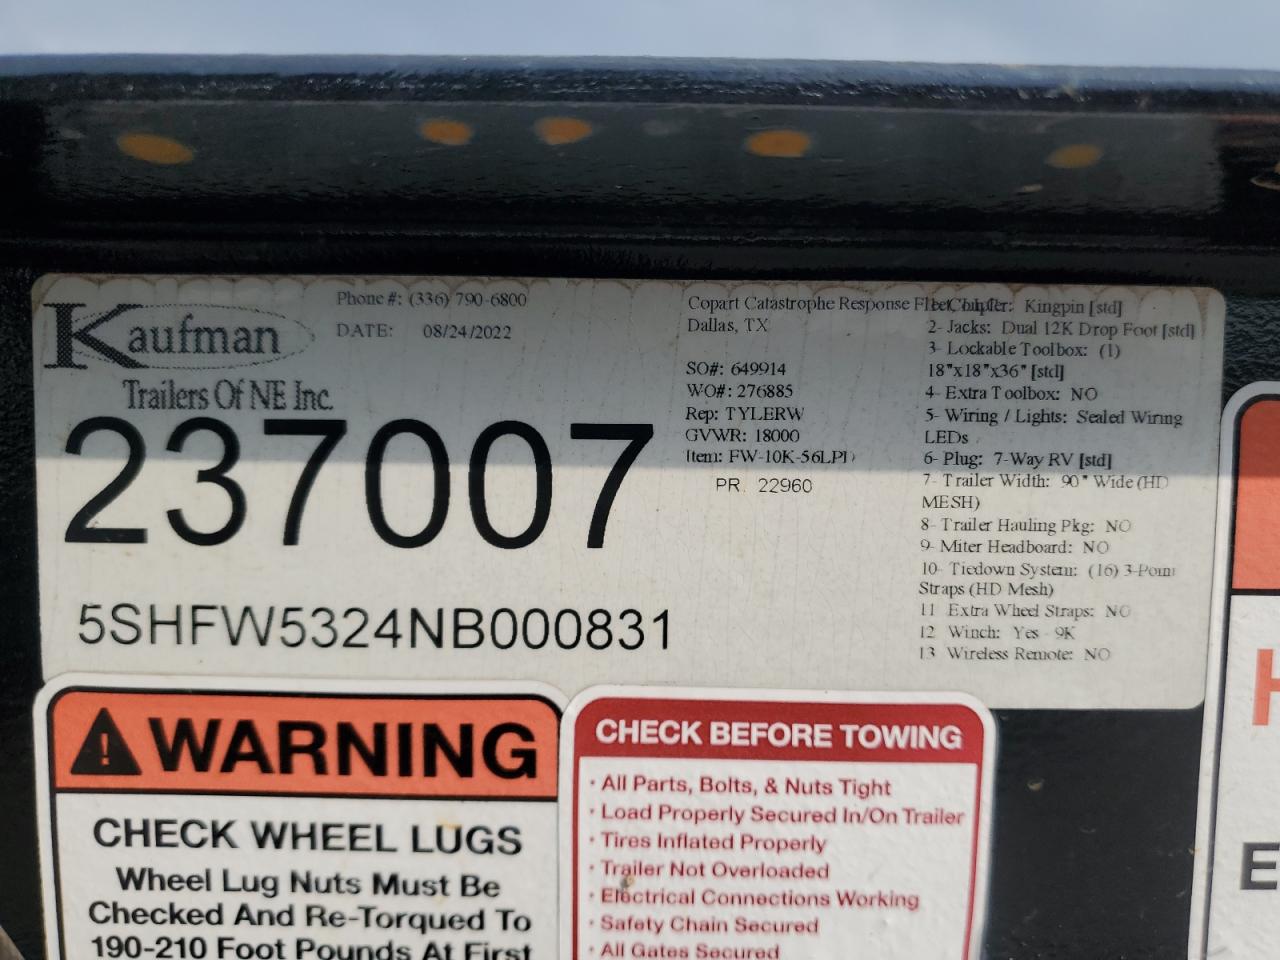 Kaufman
Trailers Of NE Inc.
Phone #: (336) 790-6800
DATE: 08/24/2022
237007
5SHFW5324NB000831
Copart Catastrophe Response Fleet
Dallas, TX
SO#: 649914
WO#: 276885
Rep: TYLERW
GVWR: 18000
Item: FW-10K-56LPD
PR 22960
Kingpin [std]
2- Jacks: Dual 12K Drop Foot [std]
3- Lockable Toolbox: (1)
18"x18"x36" [std]
4- Extra Toolbox: NO
5- Wiring / Lights: Sealed Wiring
LEDs
6- Plug: 7-Way RV [std]
7- Trailer Width: 90" Wide (HD
MESH)
8- Trailer Hauling Pkg: NO
9- Miter Headboard: NO
10- Tiedown System: (16) 3-Point
Straps (HD Mesh)
11 Extra Wheel Straps: NO
12 Winch: Yes - 9K
13 Wireless Remote: NO
WARNING
CHECK WHEEL LUGS
Wheel Lug Nuts Must Be
Checked And Re-Torqued To
190-210 Foot Pounds At First
CHECK BEFORE TOWING
· All Parts, Bolts, & Nuts Tight
· Load Properly Secured In/On Trailer
· Tires Inflated Properly
· Trailer Not Overloaded
· Electrical Connections Working
· Safety Chain Secured
· All Gates Secured